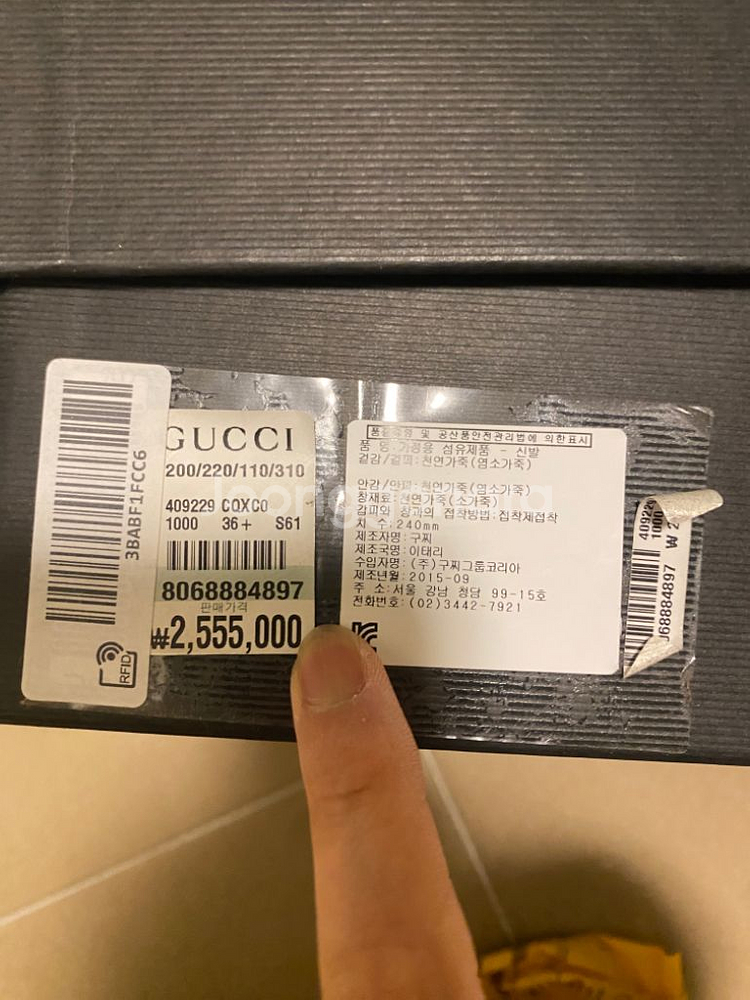 GUCCI
200/220/110/310
409229 CQXC0
1000 36+ S61
8068884897
판매가격
₩2,555,000
3BABF1FCC6
RFID
품질경영 및 공산품안전관리법에 의한표시
품 명:가정용 섬유제품 - 신발
겉감/겉피:천연가죽(염소가죽)
안감/안피:천연가죽(염소가죽)
창재료:천연가죽(소가죽)
감피와 창과의 접착방법:접착제접착
치 수:240mm
제조자명:구찌
제조국명:이태리
수입자명:(주)구찌그룹코리아
제조년월:2015-09
주 소:서울 강남 청담 99-15호
전화번호:(02)3442-7921
409229
1000
068884897
₩ 2